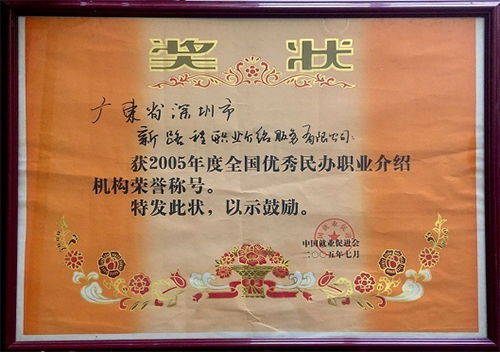 奖状
广东省深圳市
新路程职业介绍服务有限公司：
获2005年度全国优秀民办职业介绍
机构荣誉称号。
特发此状，以示鼓励。
中国就业促进会
二〇〇五年七月